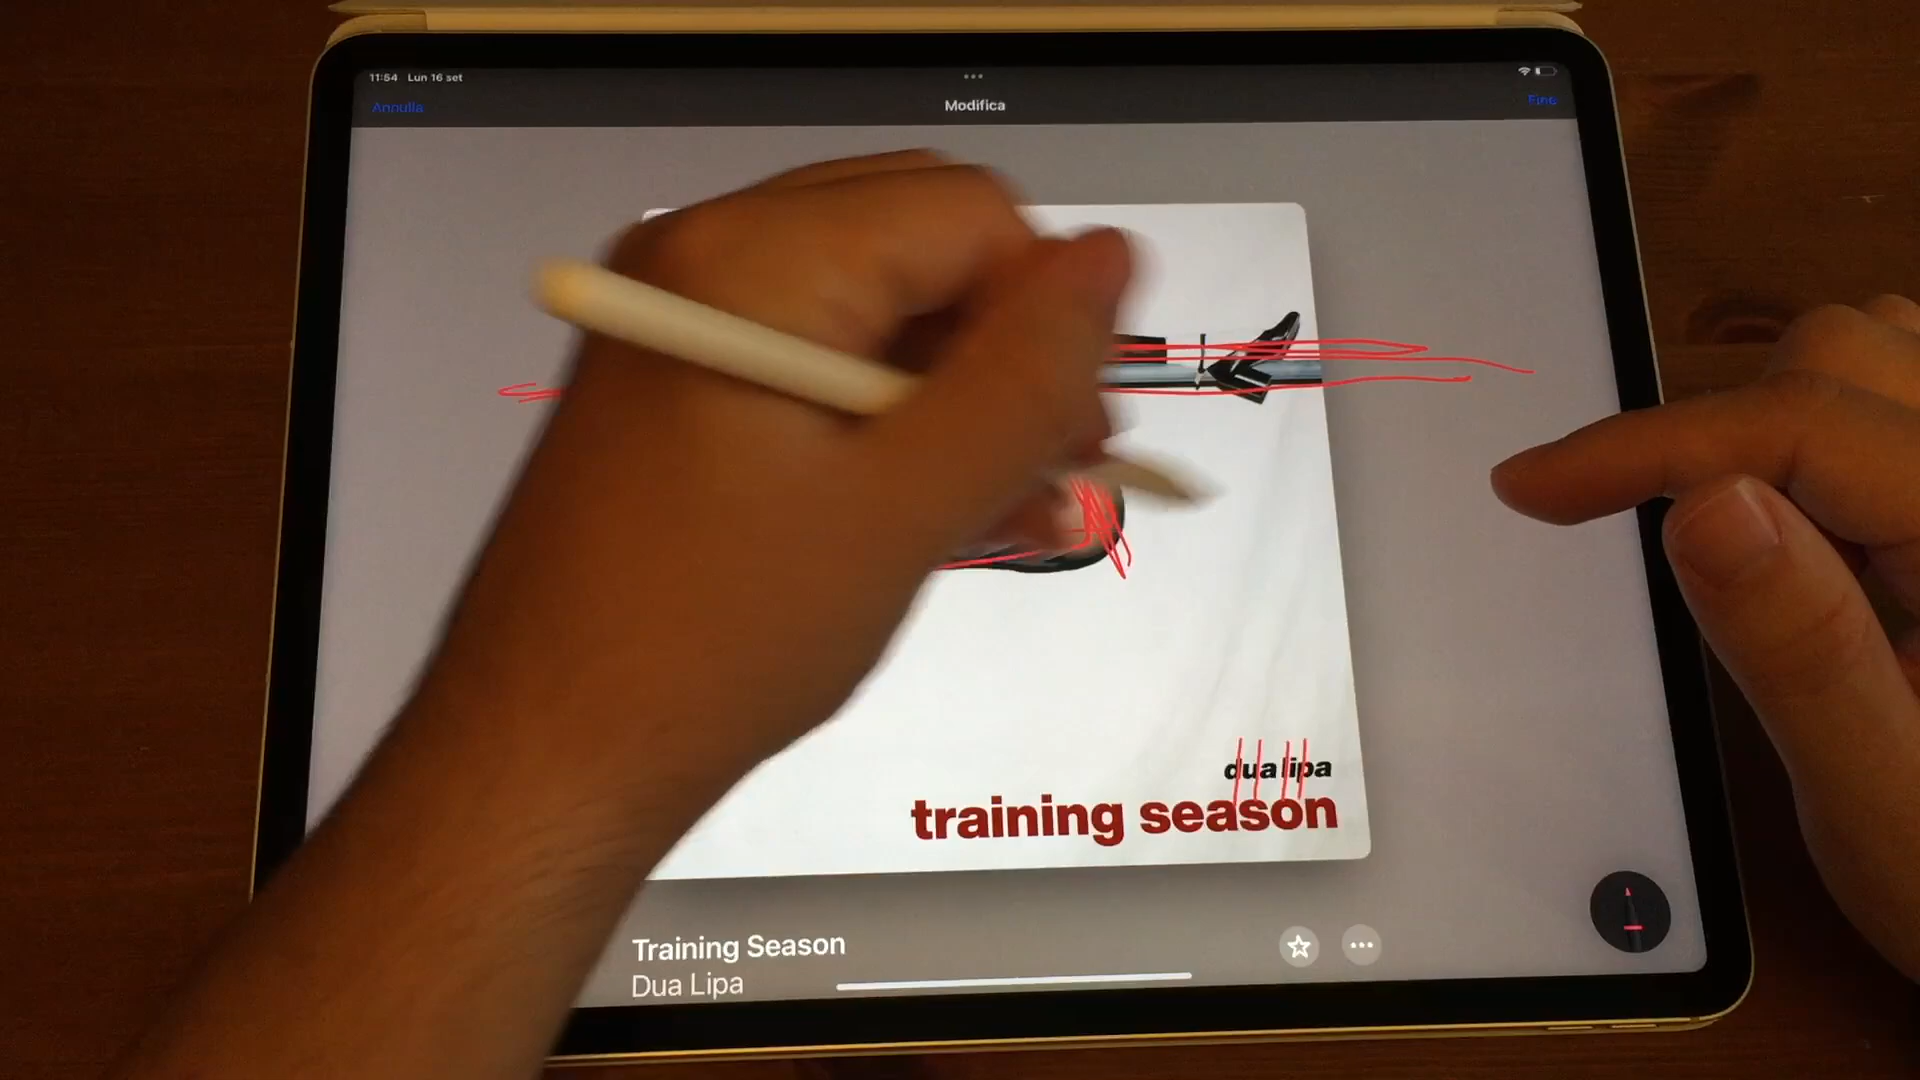 11:54 Lun 16 set
Annulla
Modifica
Fine
dua lipa
training season
Training Season
Dua Lipa